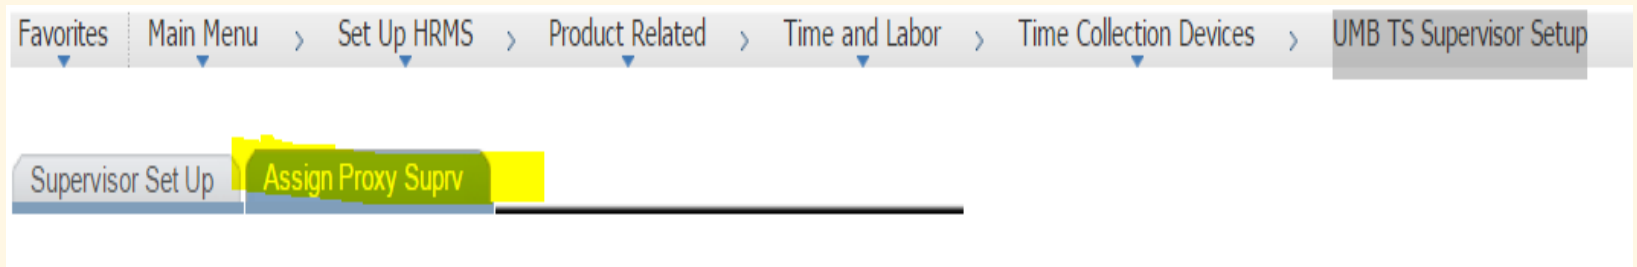 Favorites Main Menu > Set Up HRMS > Product Related > Time and Labor > Time Collection Devices > UMB TS Supervisor Setup
Supervisor Set Up Assign Proxy Suprv